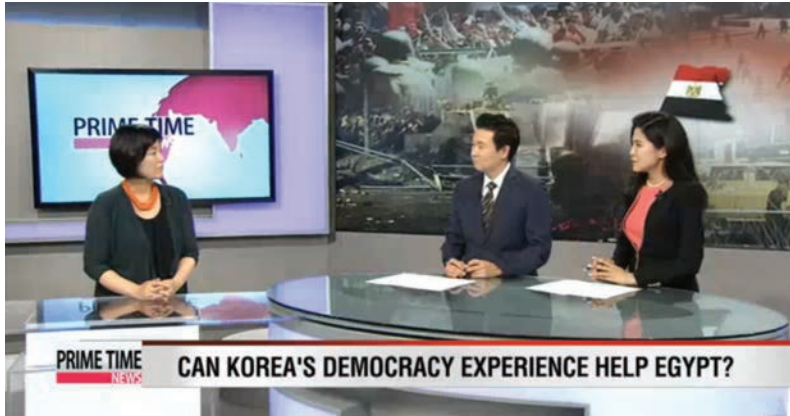 PRIME TIME
PRIME TIME
NEWS
CAN KOREA'S DEMOCRACY EXPERIENCE HELP EGYPT?